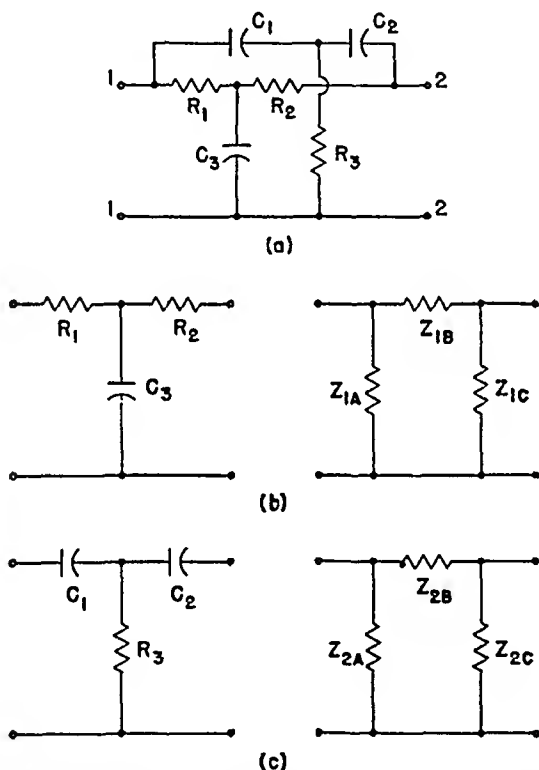 C1 C2
1 R1 R2 2
C3 R3
1 2
(a)
R1 R2 Z1B
C3 Z1A Z1C
(b)
C1 C2 Z2B
R3 Z2A Z2C
(c)